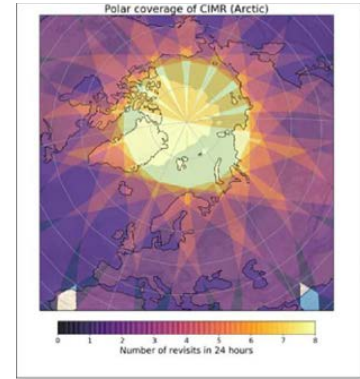 Polar coverage of CIMR (Arctic)
0 1 2 3 4 5 6 7 8
Number of revisits in 24 hours